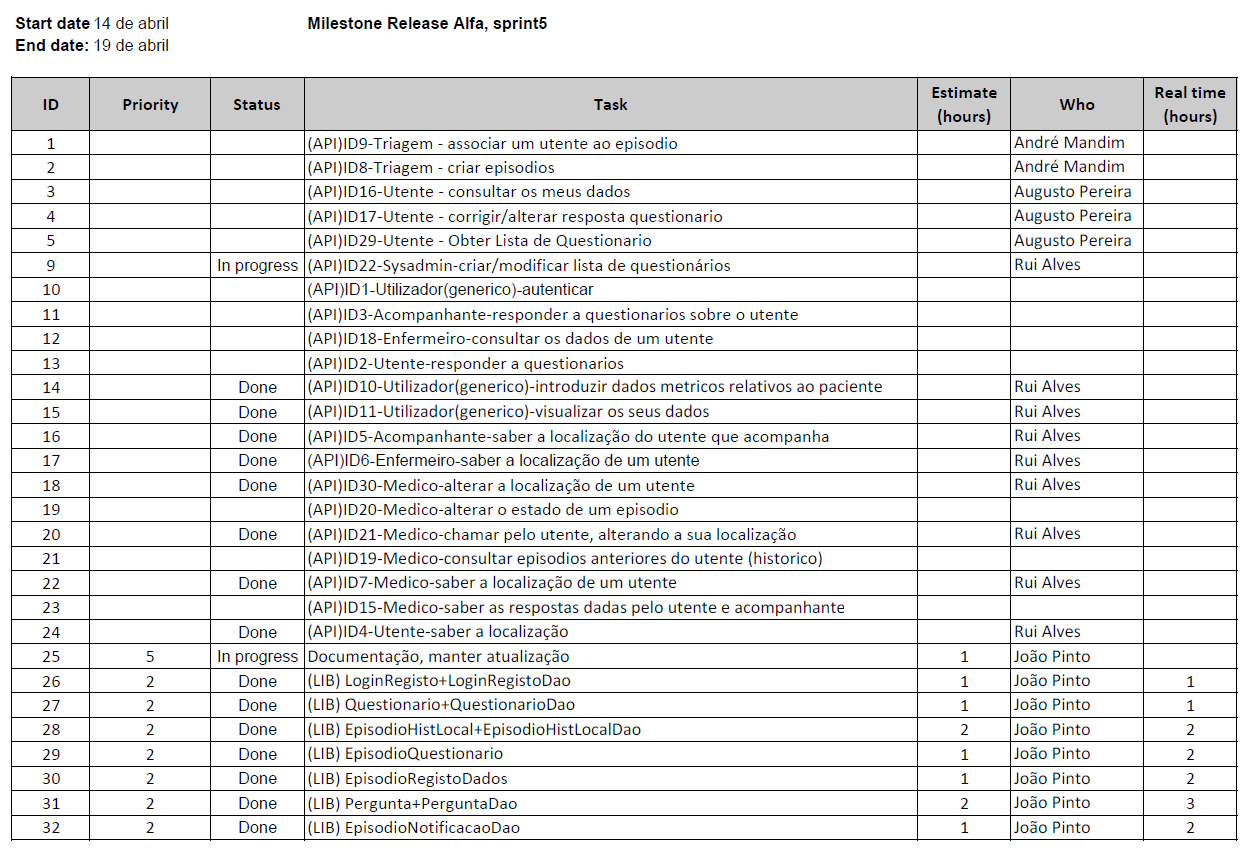 Start date 14 de abril Milestone Release Alfa, sprint5
End date: 19 de abril
ID Priority Status Task Estimate (hours) Who Real time (hours)
1 (API)ID9-Triagem - associar um utente ao episodio André Mandim
2 (API)ID8-Triagem - criar episodios André Mandim
3 (API)ID16-Utente - consultar os meus dados Augusto Pereira
4 (API)ID17-Utente - corrigir/alterar resposta questionario Augusto Pereira
5 (API)ID29-Utente - Obter Lista de Questionario Augusto Pereira
9 In progress (API)ID22-Sysadmin-criar/modificar lista de questionários Rui Alves
10 (API)ID1-Utilizador(generico)-autenticar
11 (API)ID3-Acompanhante-responder a questionarios sobre o utente
12 (API)ID18-Enfermeiro-consultar os dados de um utente
13 (API)ID2-Utente-responder a questionarios
14 Done (API)ID10-Utilizador(generico)-introduzir dados metricos relativos ao paciente Rui Alves
15 Done (API)ID11-Utilizador(generico)-visualizar os seus dados Rui Alves
16 Done (API)ID5-Acompanhante-saber a localização do utente que acompanha Rui Alves
17 Done (API)ID6-Enfermeiro-saber a localização de um utente Rui Alves
18 Done (API)ID30-Medico-alterar a localização de um utente Rui Alves
19 (API)ID20-Medico-alterar o estado de um episodio
20 Done (API)ID21-Medico-chamar pelo utente, alterando a sua localização Rui Alves
21 (API)ID19-Medico-consultar episodios anteriores do utente (historico)
22 Done (API)ID7-Medico-saber a localização de um utente Rui Alves
23 (API)ID15-Medico-saber as respostas dadas pelo utente e acompanhante
24 Done (API)ID4-Utente-saber a localização Rui Alves
25 5 In progress Documentação, manter atualização 1 João Pinto
26 2 Done (LIB) LoginRegisto+LoginRegistoDao 1 João Pinto 1
27 2 Done (LIB) Questionario+QuestionarioDao 1 João Pinto 1
28 2 Done (LIB) EpisodioHistLocal+EpisodioHistLocalDao 2 João Pinto 2
29 2 Done (LIB) EpisodioQuestionario 1 João Pinto 2
30 2 Done (LIB) EpisodioRegistoDados 1 João Pinto 2
31 2 Done (LIB) Pergunta+PerguntaDao 2 João Pinto 3
32 2 Done (LIB) EpisodioNotificacaoDao 1 João Pinto 2